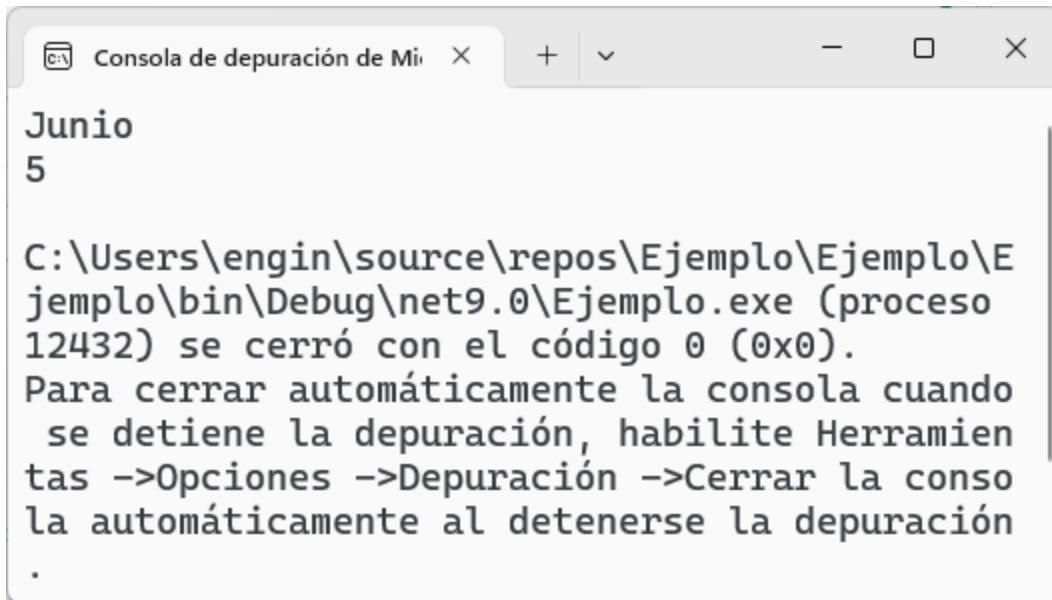 Consola de depuración de Mi
Junio
5
C:\Users\engin\source\repos\Ejemplo\Ejemplo\E
jemplo\bin\Debug\net9.0\Ejemplo.exe (proceso
12432) se cerró con el código 0 (0x0).
Para cerrar automáticamente la consola cuando
 se detiene la depuración, habilite Herramien
tas ->Opciones ->Depuración ->Cerrar la conso
la automáticamente al detenerse la depuración
.